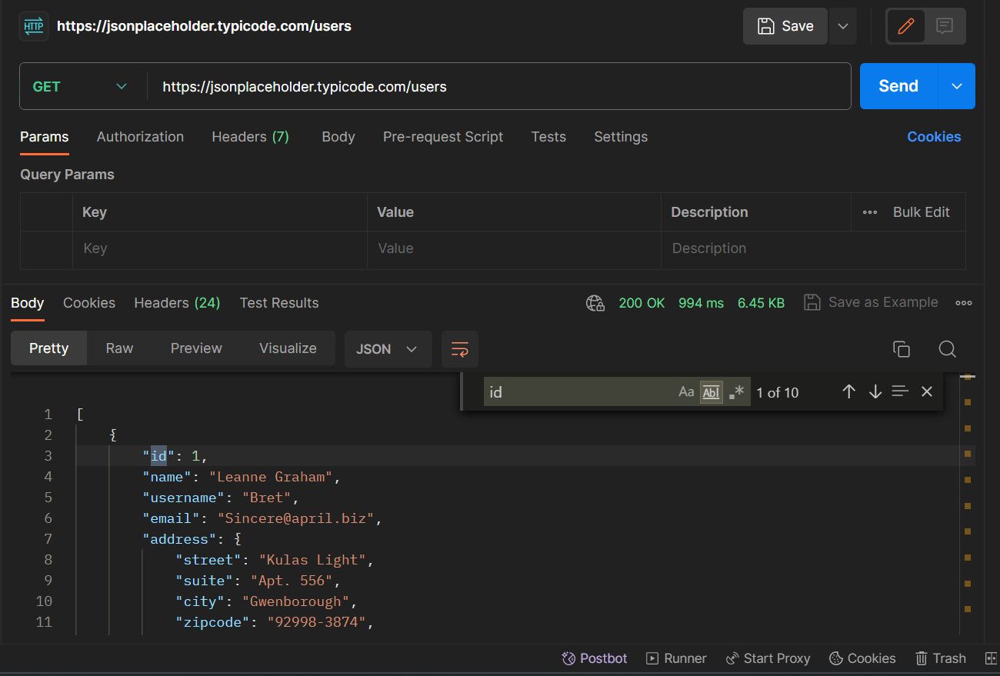 HTTP https://jsonplaceholder.typicode.com/users Save
GET https://jsonplaceholder.typicode.com/users Send
Params Authorization Headers (7) Body Pre-request Script Tests Settings Cookies
Query Params
Key Value Description Bulk Edit
Key Value Description
Body Cookies Headers (24) Test Results 200 OK 994 ms 6.45 KB Save as Example
Pretty Raw Preview Visualize JSON
id Aa Abl .* 1 of 10
1 [
2 {
3 "id": 1,
4 "name": "Leanne Graham",
5 "username": "Bret",
6 "email": "Sincere@april.biz",
7 "address": {
8 "street": "Kulas Light",
9 "suite": "Apt. 556",
10 "city": "Gwenborough",
11 "zipcode": "92998-3874",
Postbot Runner Start Proxy Cookies Trash